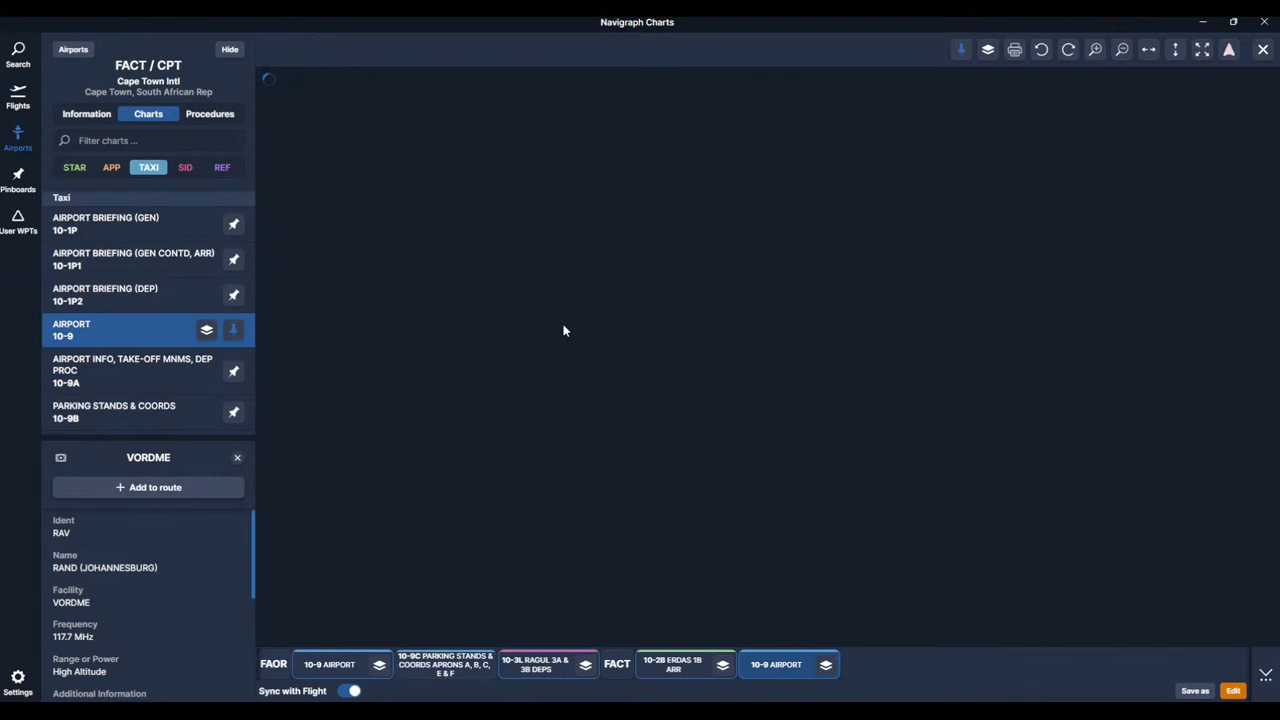 Navigraph Charts
Search
Flights
Airports
Pinboards
User WPTs
Settings
Airports
Hide
FACT / CPT
Cape Town Intl
Cape Town, South African Rep
Information
Charts
Procedures
Filter charts ...
STAR
APP
TAXI
SID
REF
Taxi
AIRPORT BRIEFING (GEN)
10-1P
AIRPORT BRIEFING (GEN CONTD, ARR)
10-1P1
AIRPORT BRIEFING (DEP)
10-1P2
AIRPORT
10-9
AIRPORT INFO, TAKE-OFF MNMS, DEP
PROC
10-9A
PARKING STANDS & COORDS
10-9B
VORDME
Add to route
Ident
RAV
Name
RAND (JOHANNESBURG)
Facility
VORDME
Frequency
117.7 MHz
Range or Power
High Altitude
Additional Information
FAOR
10-9 AIRPORT
10-9C PARKING STANDS &
COORDS APRONS A, B, C,
E & F
10-3L RAGUL 3A &
3B DEPS
FACT
10-2B ERDAS 1B
ARR
10-9 AIRPORT
Sync with Flight
Save as
Edit